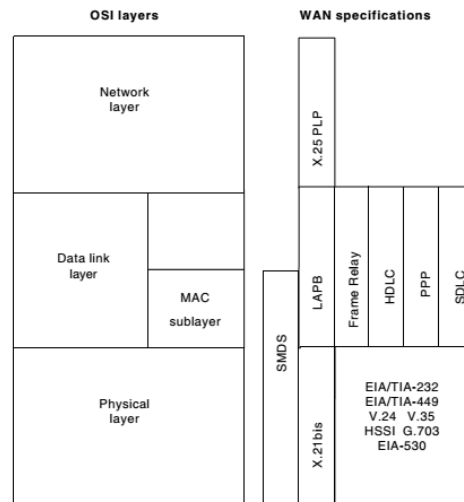 OSI layers
WAN specifications
Network
layer
Data link
layer
MAC
sublayer
Physical
layer
SMDS
X.25 PLP
LAPB
X.21bis
Frame Relay
HDLC
PPP
SDLC
EIA/TIA-232
EIA/TIA-449
V.24 V.35
HSSI G.703
EIA-530